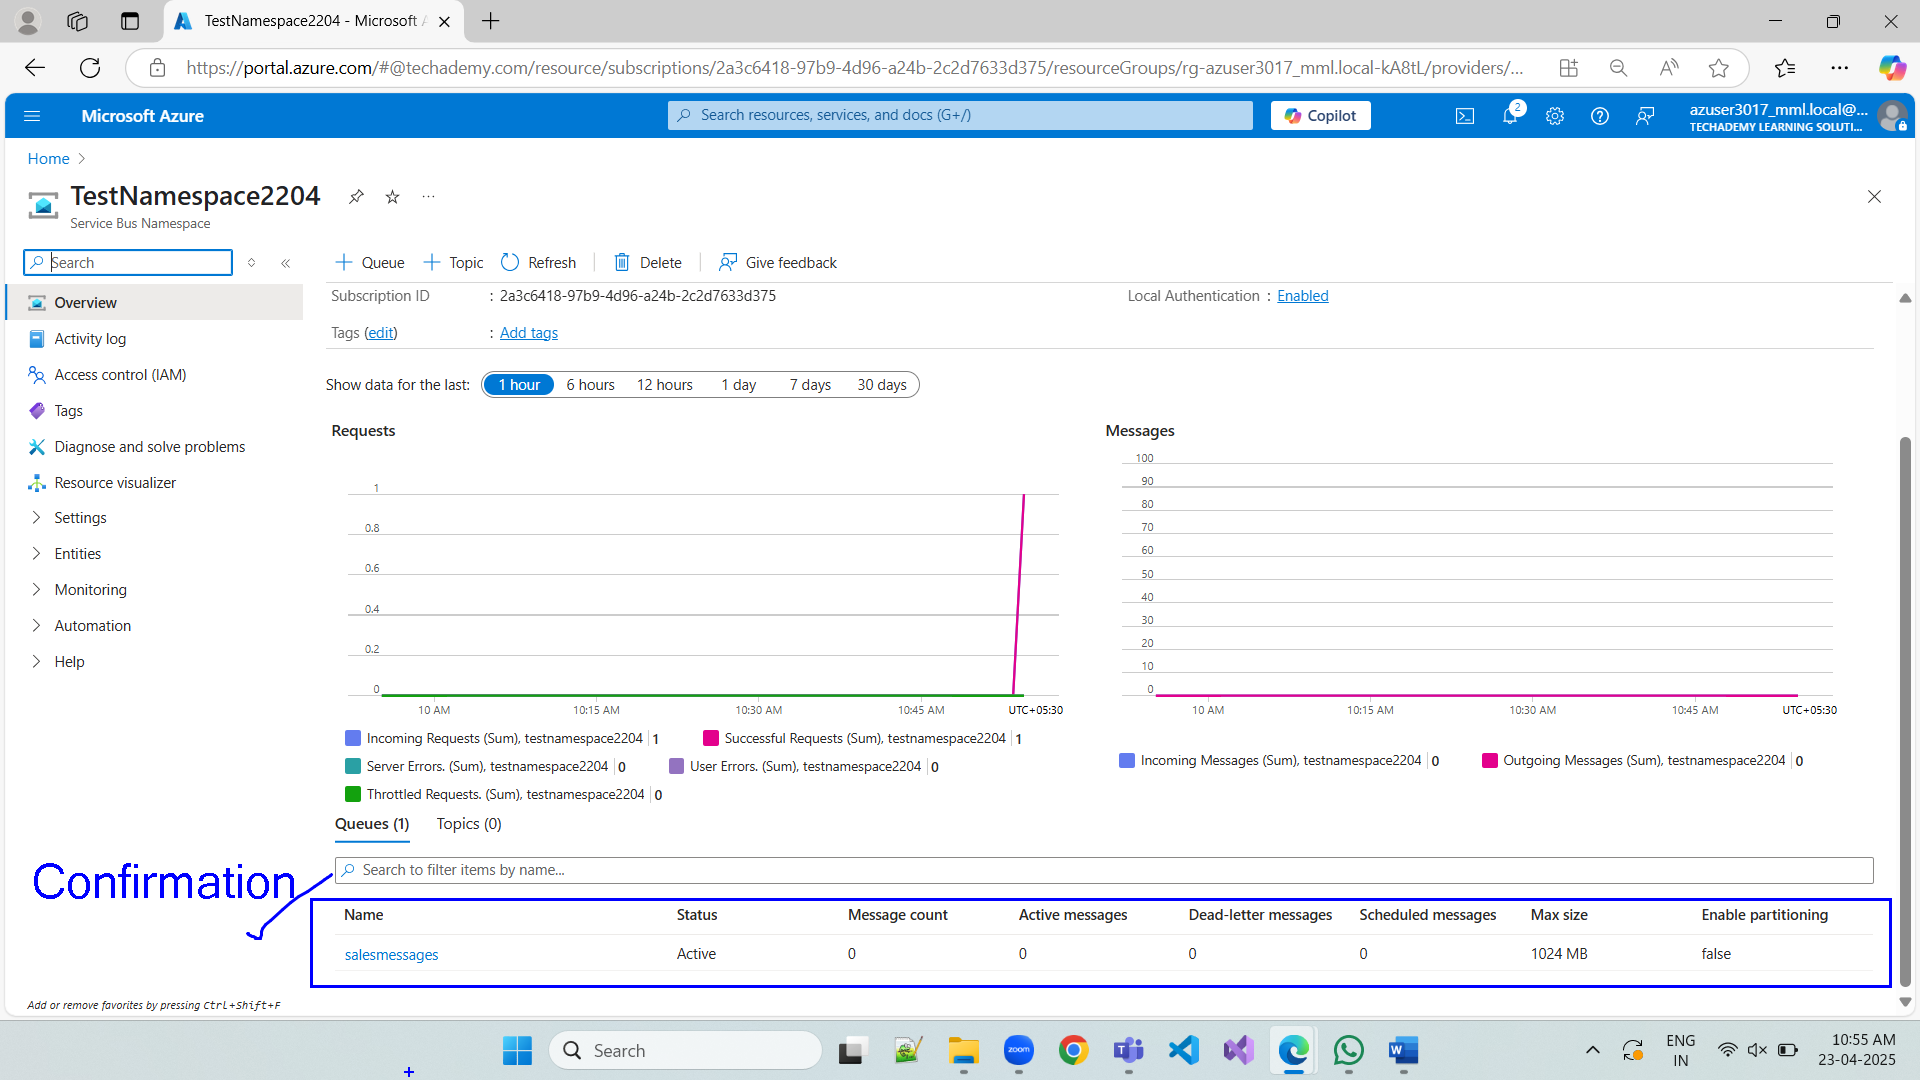 TestNamespace2204 - Microsoft A
https://portal.azure.com/#@techademy.com/resource/subscriptions/2a3c6418-97b9-4d96-a24b-2c2d7633d375/resourceGroups/rg-azuser3017_mml.local-kA8tL/providers/...
Microsoft Azure
Search resources, services, and docs (G+/)
Copilot
2
azuser3017_mml.local@...
TECHADEMY LEARNING SOLUTI...
Home
TestNamespace2204
Service Bus Namespace
Search
Queue
Topic
Refresh
Delete
Give feedback
Overview
Activity log
Access control (IAM)
Tags
Diagnose and solve problems
Resource visualizer
Settings
Entities
Monitoring
Automation
Help
Add or remove favorites by pressing Ctrl+Shift+F
Subscription ID : 2a3c6418-97b9-4d96-a24b-2c2d7633d375
Local Authentication : Enabled
Tags (edit) : Add tags
Show data for the last: 1 hour 6 hours 12 hours 1 day 7 days 30 days
Requests
1
0.8
0.6
0.4
0.2
0
10 AM 10:15 AM 10:30 AM 10:45 AM UTC+05:30
Incoming Requests (Sum), testnamespace2204 1
Successful Requests (Sum), testnamespace2204 1
Server Errors. (Sum), testnamespace2204 0
User Errors. (Sum), testnamespace2204 0
Throttled Requests. (Sum), testnamespace2204 0
Messages
100
90
80
70
60
50
40
30
20
10
0
10 AM 10:15 AM 10:30 AM 10:45 AM UTC+05:30
Incoming Messages (Sum), testnamespace2204 0
Outgoing Messages (Sum), testnamespace2204 0
Queues (1) Topics (0)
Search to filter items by name...
Confirmation
Name Status Message count Active messages Dead-letter messages Scheduled messages Max size Enable partitioning
salesmessages Active 0 0 0 0 1024 MB false
Search
zoom
ENG
IN
10:55 AM
23-04-2025